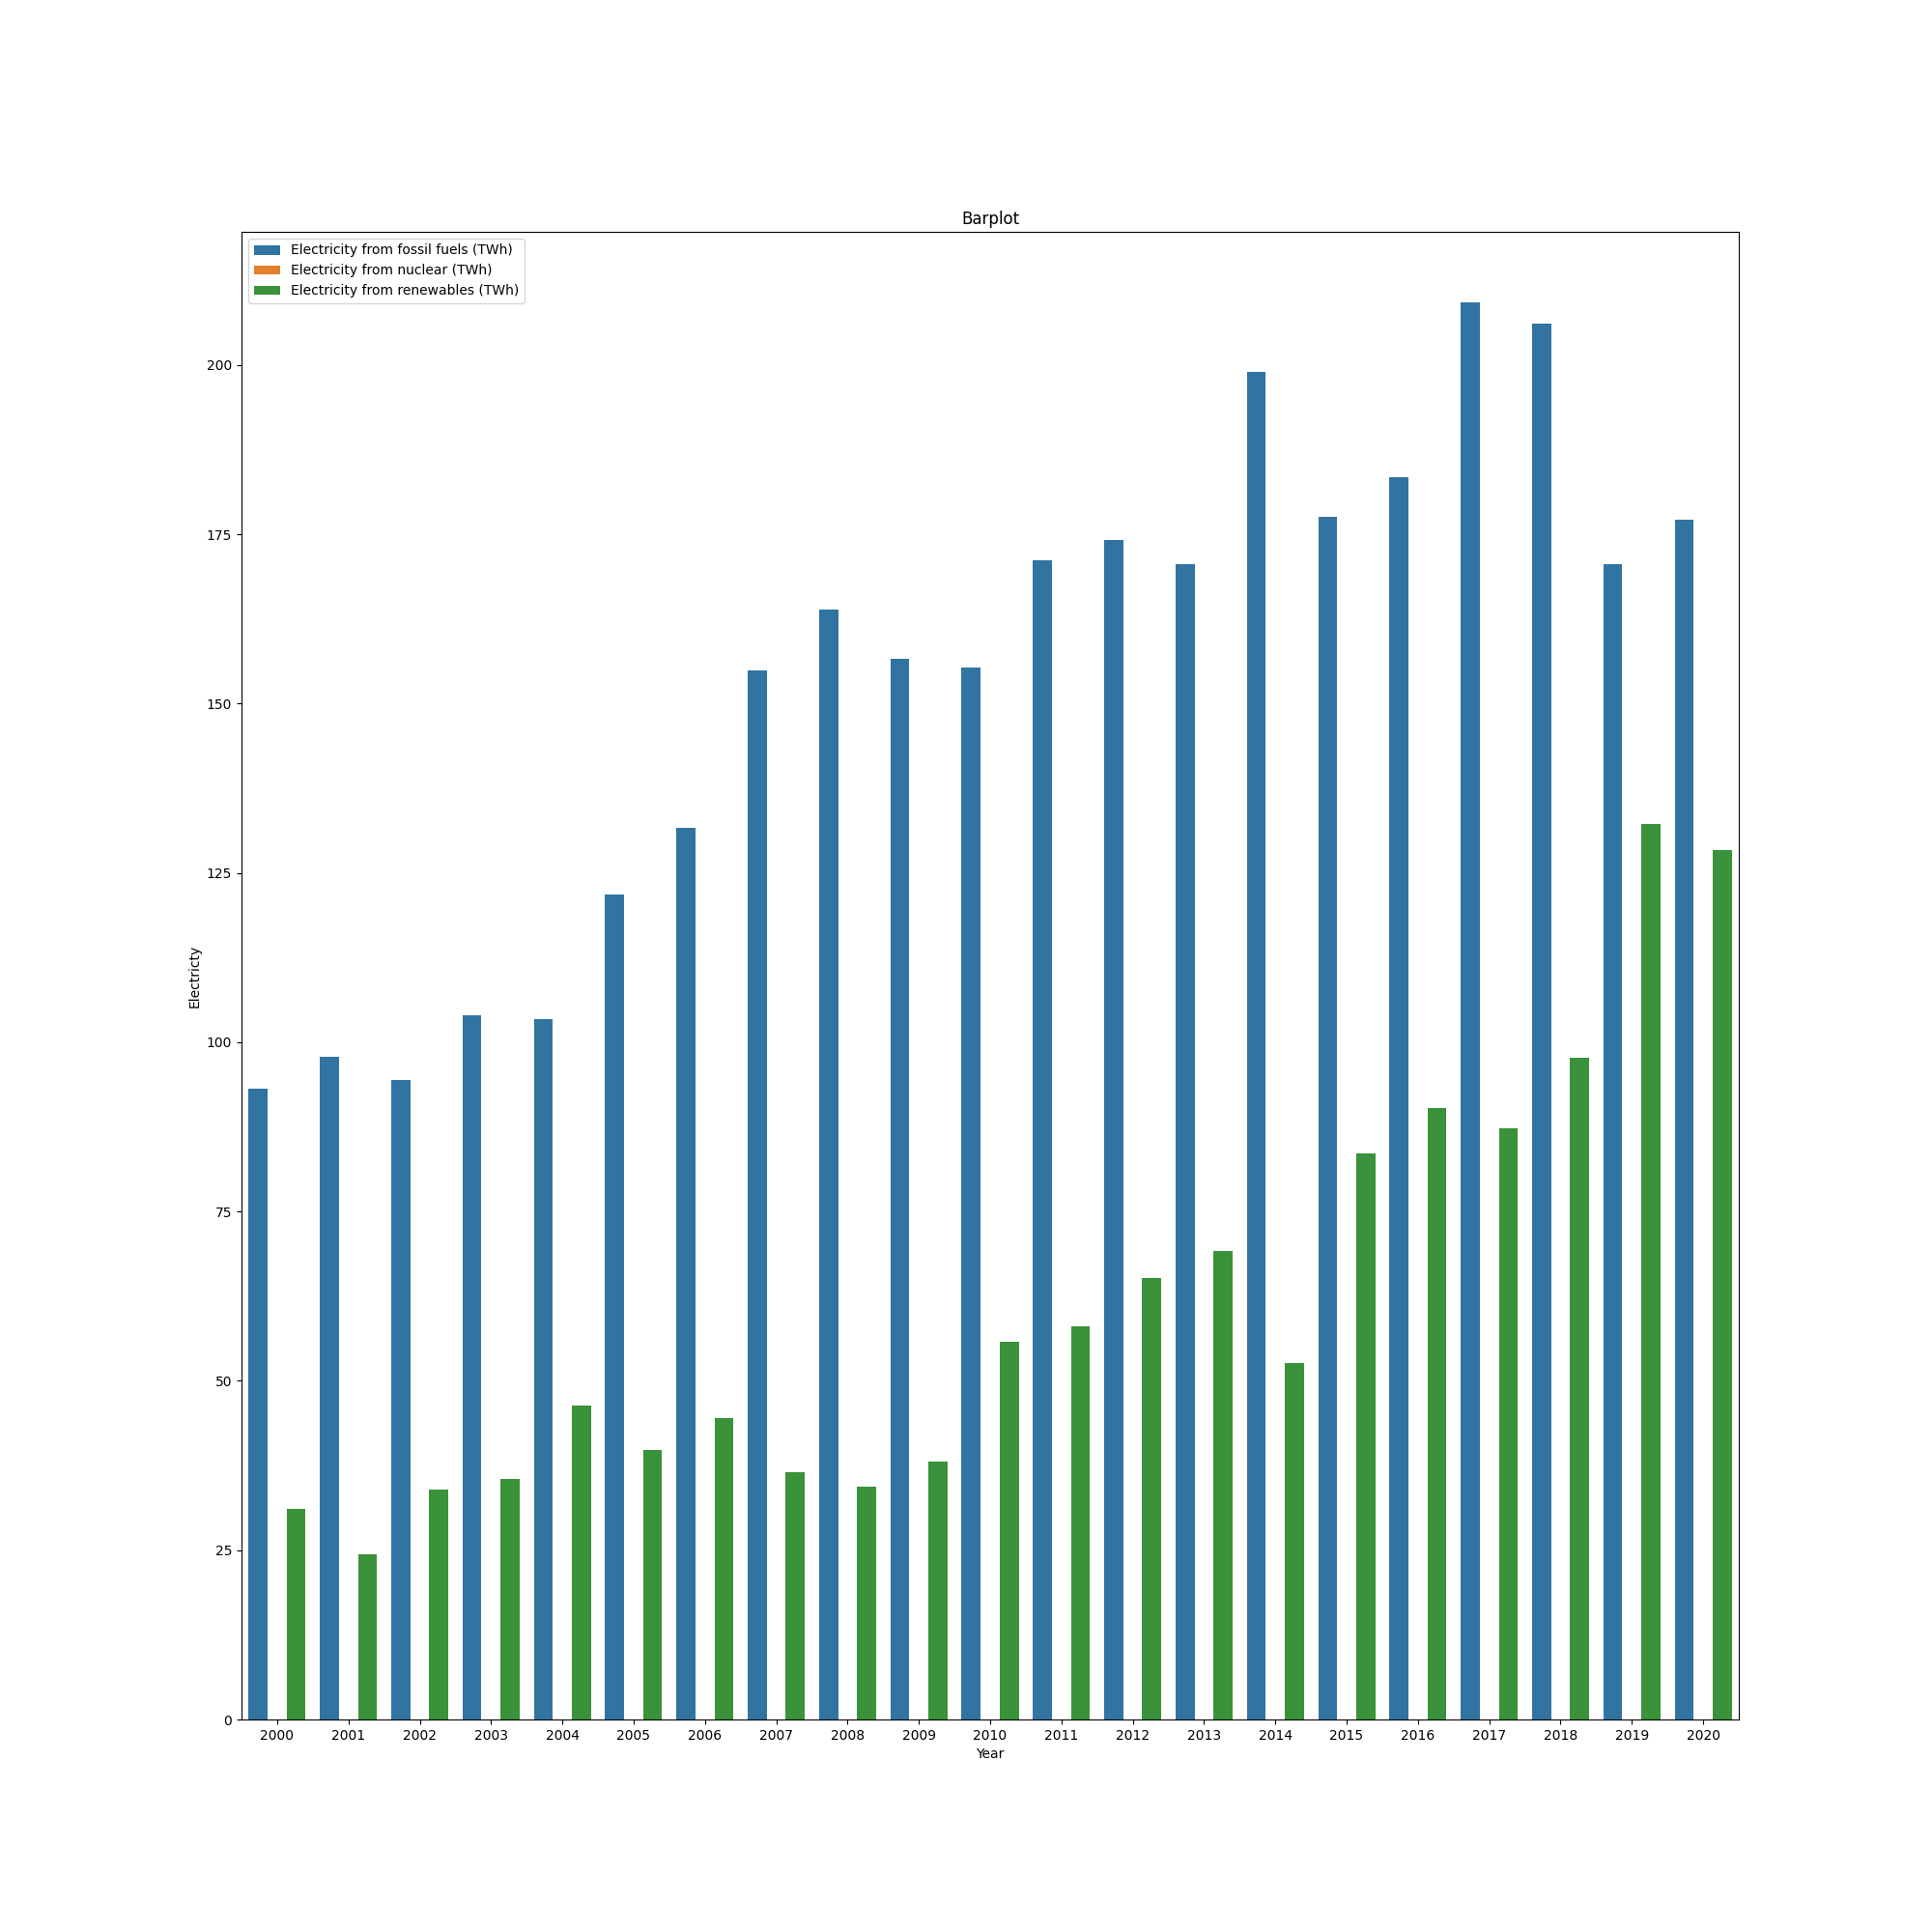 Barplot
Electricity from fossil fuels (TWh)
Electricity from nuclear (TWh)
Electricity from renewables (TWh)
200
175
150
125
100
75
50
25
0
Electricty
2000 2001 2002 2003 2004 2005 2006 2007 2008 2009 2010 2011 2012 2013 2014 2015 2016 2017 2018 2019 2020
Year